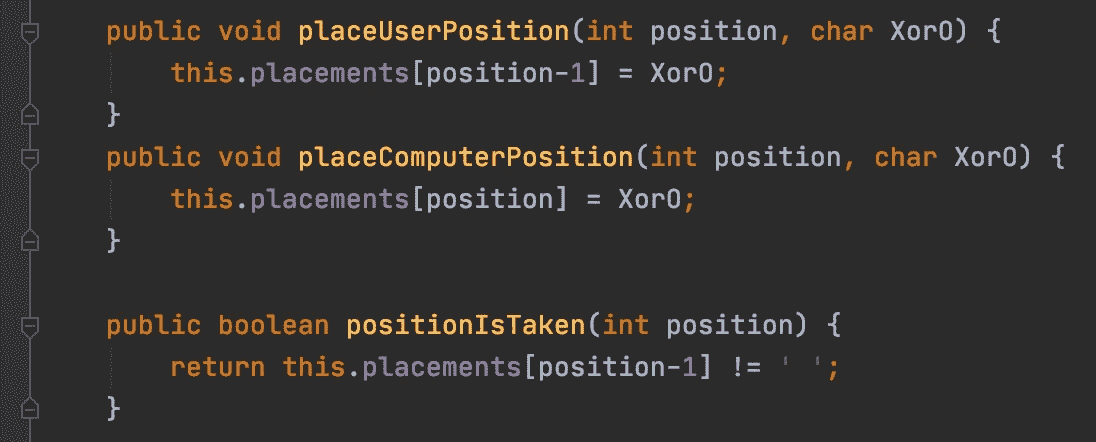 public void placeUserPosition(int position, char XorO) {
    this.placements[position-1] = XorO;
}
public void placeComputerPosition(int position, char XorO) {
    this.placements[position] = XorO;
}
public boolean positionIsTaken(int position) {
    return this.placements[position-1] != ' ';
}